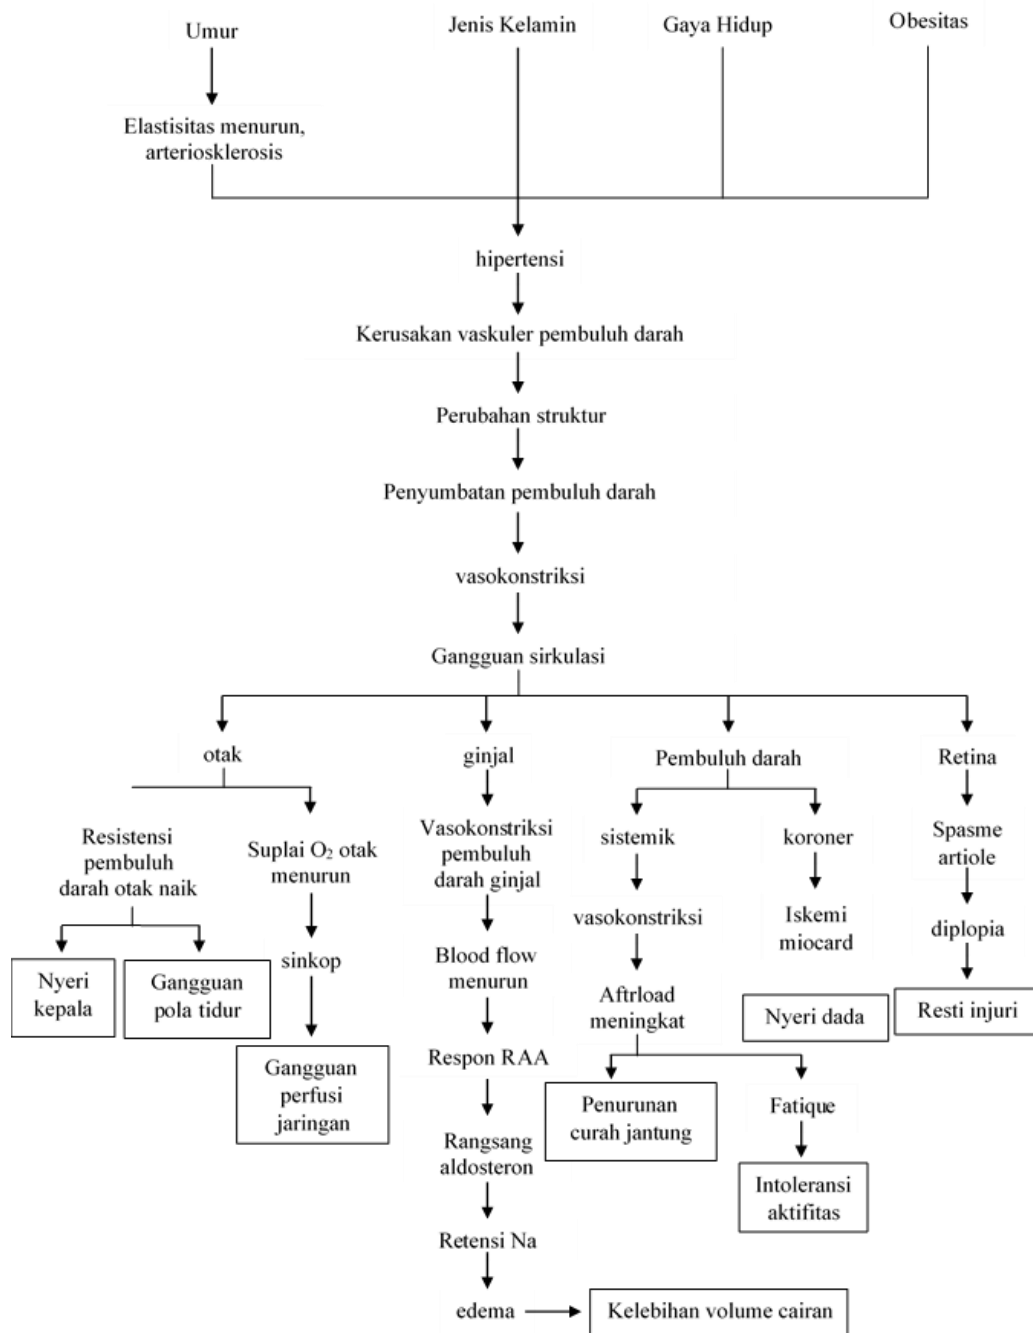 Umur
Jenis Kelamin
Gaya Hidup
Obesitas
Elastisitas menurun,
arteriosklerosis
hipertensi
Kerusakan vaskuler pembuluh darah
Perubahan struktur
Penyumbatan pembuluh darah
vasokonstriksi
Gangguan sirkulasi
otak
ginjal
Pembuluh darah
Retina
Resistensi
pembuluh
darah otak naik
Suplai O₂ otak
menurun
Vasokonstriksi
pembuluh
darah ginjal
sistemik
koroner
Spasme
artiole
Nyeri
kepala
Gangguan
pola tidur
sinkop
Blood flow
menurun
vasokonstriksi
Iskemi
miocard
diplopia
Gangguan
perfusi
jaringan
Respon RAA
Aftrload
meningkat
Nyeri dada
Resti injuri
Rangsang
aldosteron
Penurunan
curah jantung
Fatique
Intoleransi
aktifitas
Retensi Na
edema
Kelebihan volume cairan